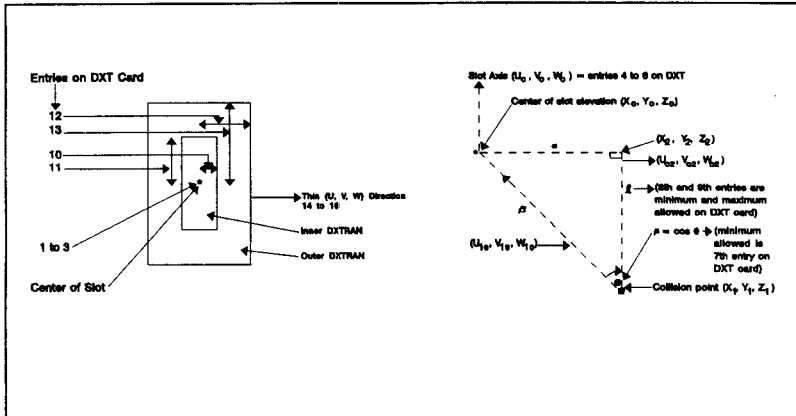 Entries on DXT Card
12
13
10
11
1 to 3
Center of Slot
Thin (U, V, W) Direction
14 to 16
Inner DXTRAN
Outer DXTRAN
Slot Axis (U₀, V₀, W₀) = entries 4 to 6 on DXT
Center of slot elevation (X₀, Y₀, Z₀)
α
(X₂, Y₂, Z₂)
(U₀₂, V₀₂, W₀₂)
ℓ
(8th and 9th entries are
minimum and maximum
allowed on DXT card)
β
(U₁₀, V₁₀, W₁₀)
μ = cos θ
(minimum
allowed is
7th entry on
DXT card)
Collision point (X₁, Y₁, Z₁)